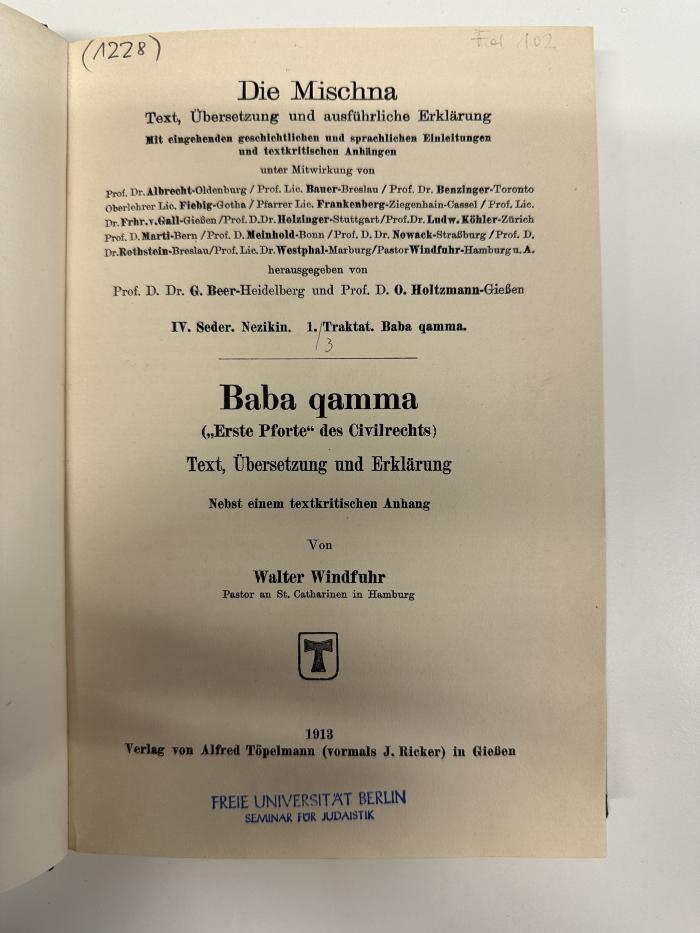 (1228)
Fd 102
Die Mischna
Text, Übersetzung und ausführliche Erklärung
Mit eingehenden geschichtlichen und sprachlichen Einleitungen
und textkritischen Anhängen
unter Mitwirkung von
Prof. Dr. Albrecht-Oldenburg / Prof. Lic. Bauer-Breslau / Prof. Dr. Benzinger-Toronto
Oberlehrer Lic. Fiebig-Gotha / Pfarrer Lic. Frankenberg-Ziegenhain-Cassel / Prof. Lic.
Dr. Frhr. v. Gall-Gießen / Prof. D. Dr. Holzinger-Stuttgart / Prof. Dr. Ludw. Köhler-Zürich
Prof. D. Marti-Bern / Prof. D. Meinhold-Bonn / Prof. D. Dr. Nowack-Straßburg / Prof. D.
Dr. Rothstein-Breslau / Prof. Lic. Dr. Westphal-Marburg / Pastor Windfuhr-Hamburg u. A.
herausgegeben von
Prof. D. Dr. G. Beer-Heidelberg und Prof. D. O. Holtzmann-Gießen
IV. Seder. Nezikin. 1. Traktat. Baba qamma.
/3
Baba qamma
(„Erste Pforte“ des Civilrechts)
Text, Übersetzung und Erklärung
Nebst einem textkritischen Anhang
Von
Walter Windfuhr
Pastor an St. Catharinen in Hamburg
T
1913
Verlag von Alfred Töpelmann (vormals J. Ricker) in Gießen
FREIE UNIVERSITÄT BERLIN
SEMINAR FÜR JUDAISTIK